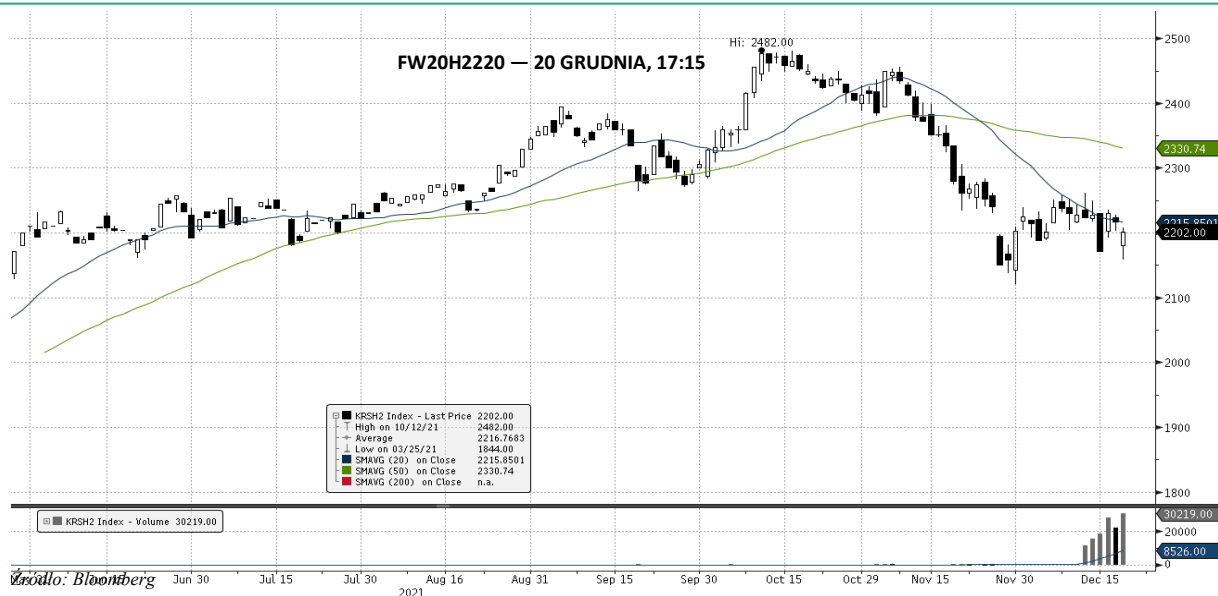 Hi: 2482.00
FW20H2220 — 20 GRUDNIA, 17:15
2500
2400
2330.74
2300
2215.8501
2202.00
2100
2000
1900
1800
KRSH2 Index - Last Price 2202.00
High on 10/12/21 2482.00
Average 2216.7683
Low on 03/25/21 1844.00
SMAVG (20) on Close 2215.8501
SMAVG (50) on Close 2330.74
SMAVG (200) on Close n.a.
KRSH2 Index - Volume 30219.00
30219.00
20000
8526.00
0
Źródło: Bloomberg
Jun 30 Jul 15 Jul 30 Aug 16 Aug 31 Sep 15 Sep 30 Oct 15 Oct 29 Nov 15 Nov 30 Dec 15
2021